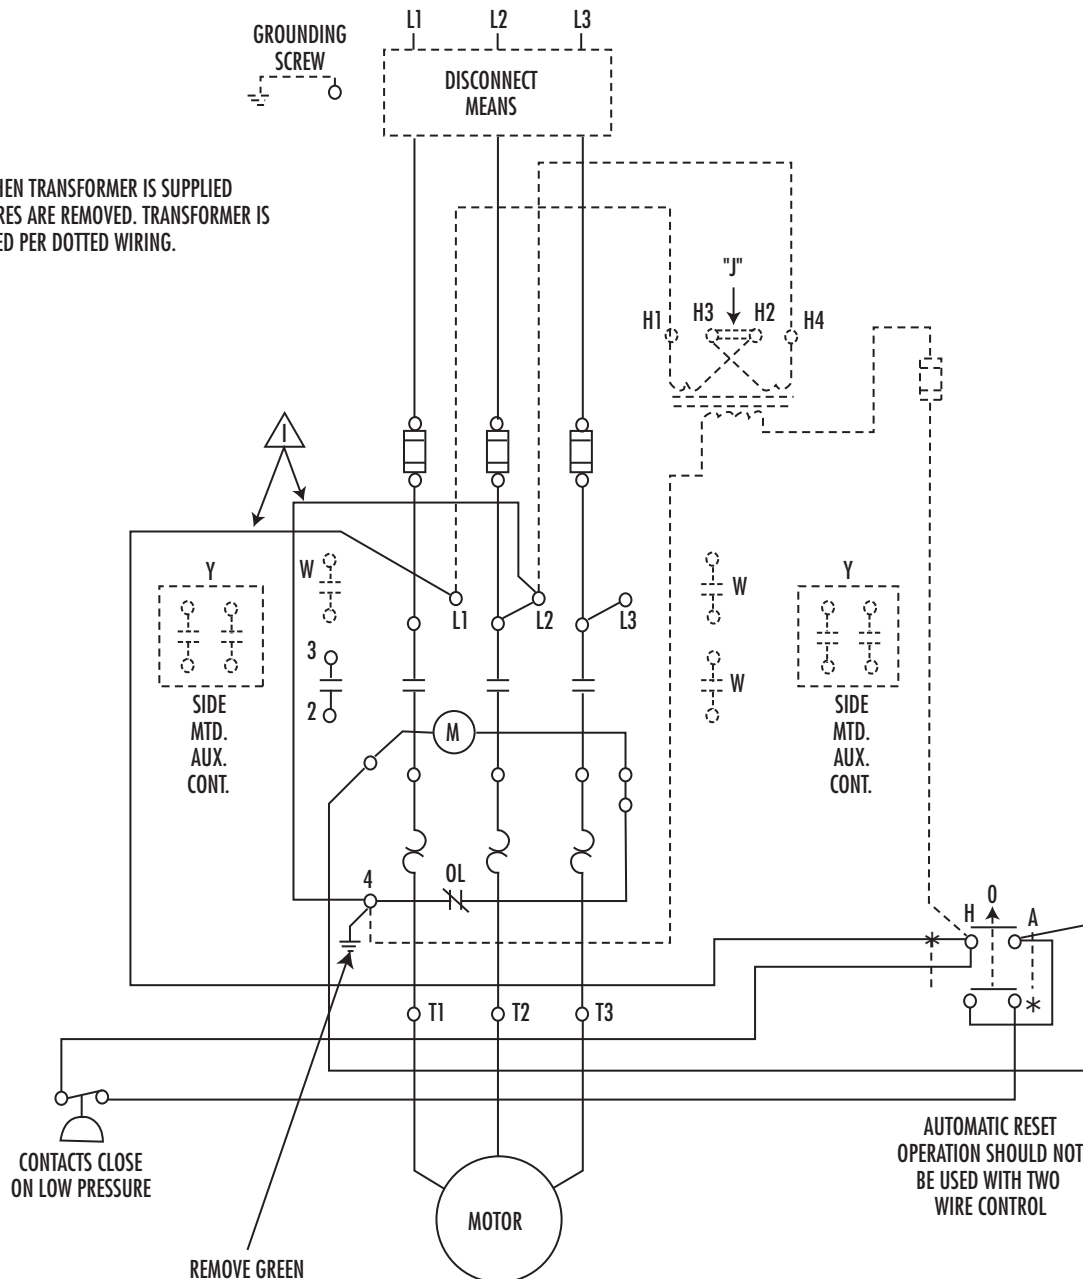 L1 L2 L3
GROUNDING
SCREW
DISCONNECT
MEANS
HEN TRANSFORMER IS SUPPLIED
RES ARE REMOVED. TRANSFORMER IS
ED PER DOTTED WIRING.
"J"
H1 H3 H2 H4
1
Y W W Y
L1 L2 L3
3
2
W
SIDE
MTD.
AUX.
CONT.
SIDE
MTD.
AUX.
CONT.
M
4 OL
H O A
*
*
T1 T2 T3
CONTACTS CLOSE
ON LOW PRESSURE
AUTOMATIC RESET
OPERATION SHOULD NOT
BE USED WITH TWO
WIRE CONTROL
MOTOR
REMOVE GREEN